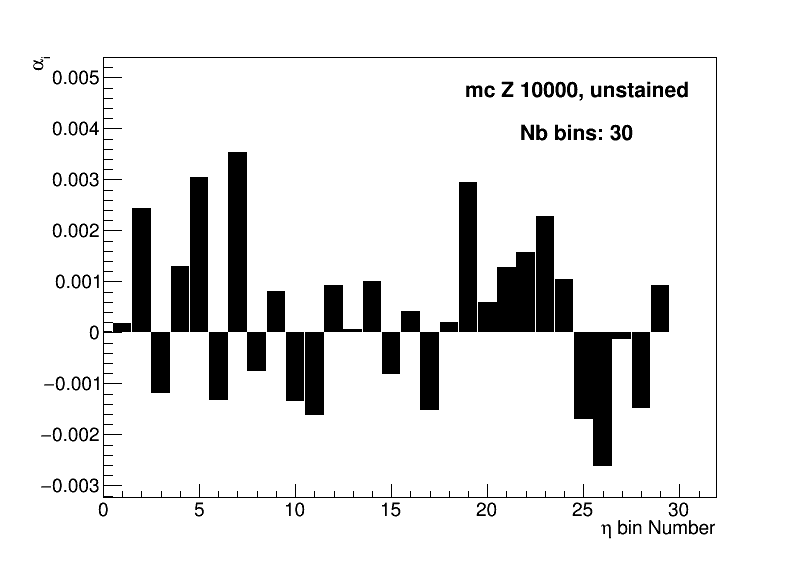 αi
0.005
0.004
0.003
0.002
0.001
0
−0.001
−0.002
−0.003
mc Z 10000, unstained
Nb bins: 30
0 5 10 15 20 25 30
η bin Number